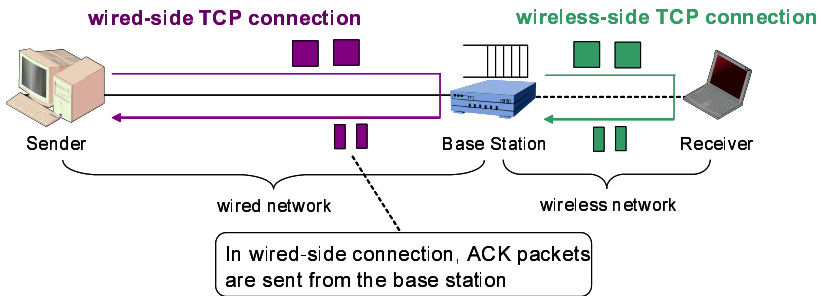 wired-side TCP connection
wireless-side TCP connection
Sender
Base Station
Receiver
wired network
wireless network
In wired-side connection, ACK packets
are sent from the base station